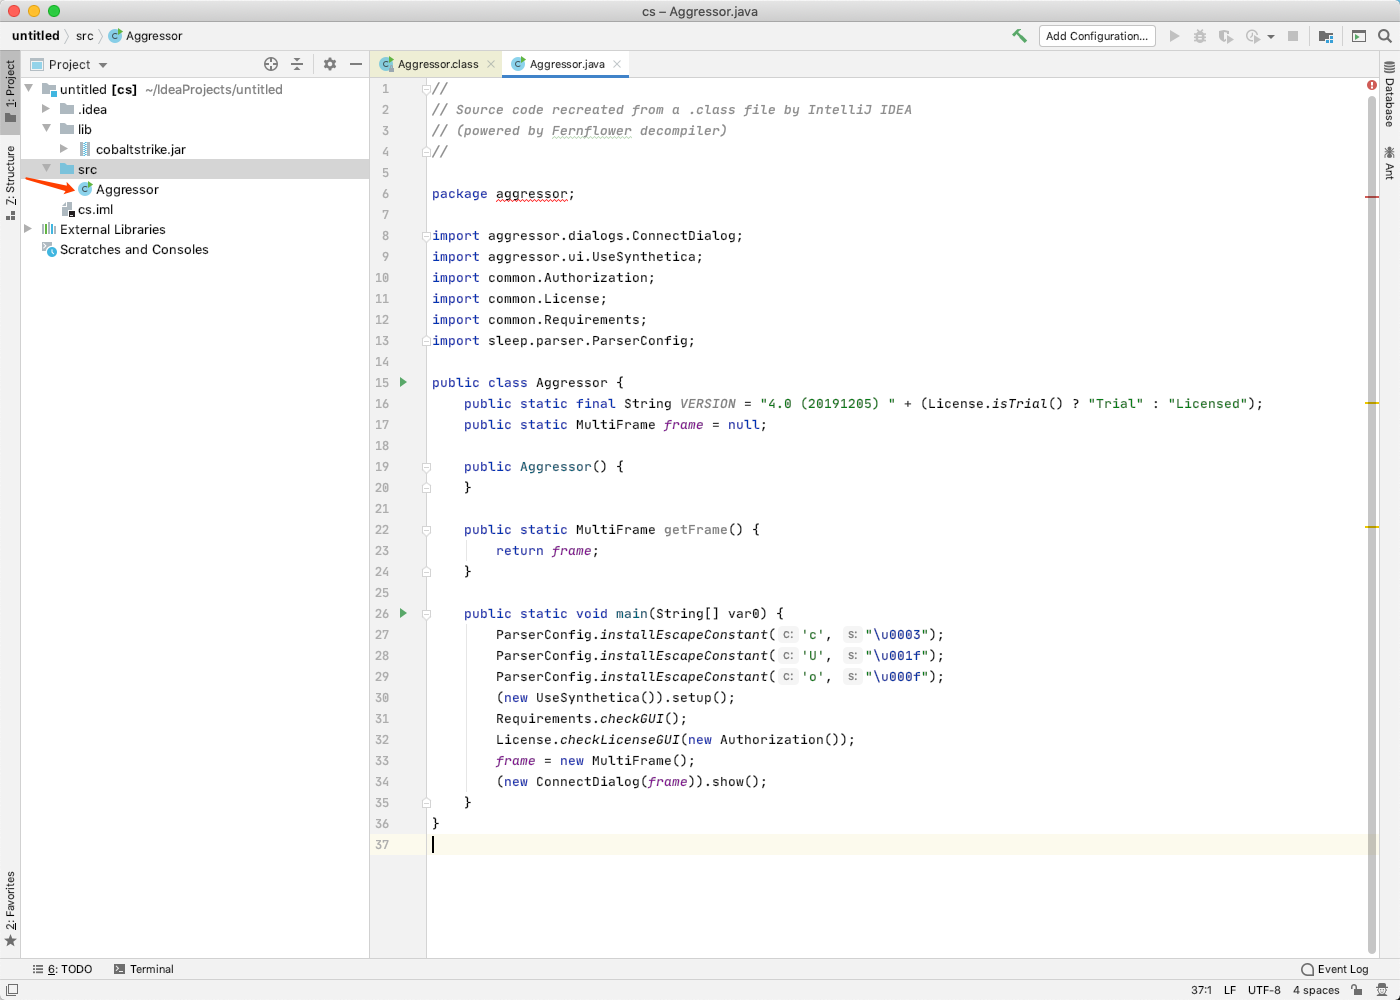 cs – Aggressor.java
untitled src Aggressor
Add Configuration...
1: Project
Z: Structure
2: Favorites
Project
untitled [cs] ~/IdeaProjects/untitled
.idea
lib
cobaltstrike.jar
src
Aggressor
cs.iml
External Libraries
Scratches and Consoles
Aggressor.class Aggressor.java
1 //
2 // Source code recreated from a .class file by IntelliJ IDEA
3 // (powered by Fernflower decompiler)
4 //
5
6 package aggressor;
7
8 import aggressor.dialogs.ConnectDialog;
9 import aggressor.ui.UseSynthetica;
10 import common.Authorization;
11 import common.License;
12 import common.Requirements;
13 import sleep.parser.ParserConfig;
14
15 public class Aggressor {
16 public static final String VERSION = "4.0 (20191205) " + (License.isTrial() ? "Trial" : "Licensed");
17 public static MultiFrame frame = null;
18
19 public Aggressor() {
20 }
21
22 public static MultiFrame getFrame() {
23 return frame;
24 }
25
26 public static void main(String[] var0) {
27 ParserConfig.installEscapeConstant( c: 'c', s: "\u0003");
28 ParserConfig.installEscapeConstant( c: 'U', s: "\u001f");
29 ParserConfig.installEscapeConstant( c: 'o', s: "\u000f");
30 (new UseSynthetica()).setup();
31 Requirements.checkGUI();
32 License.checkLicenseGUI(new Authorization());
33 frame = new MultiFrame();
34 (new ConnectDialog(frame)).show();
35 }
36 }
37
Database
Ant
6: TODO Terminal Event Log
37:1 LF UTF-8 4 spaces